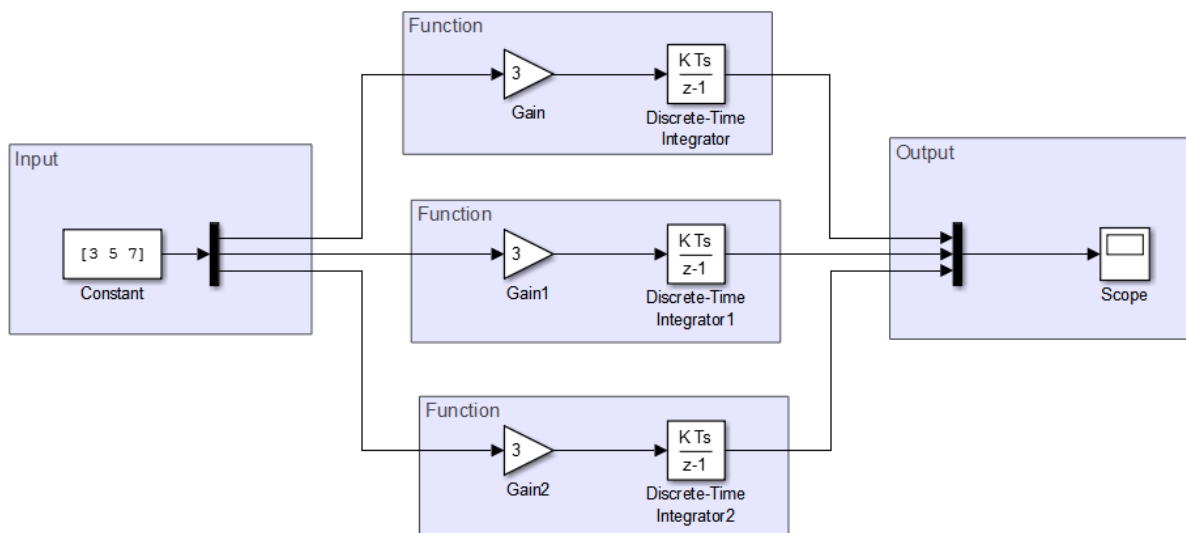 Function
3
K Ts
z-1
Gain
Discrete-Time
Integrator
Input
[3 5 7]
Constant
Function
3
K Ts
z-1
Gain1
Discrete-Time
Integrator1
Output
Scope
Function
3
K Ts
z-1
Gain2
Discrete-Time
Integrator2